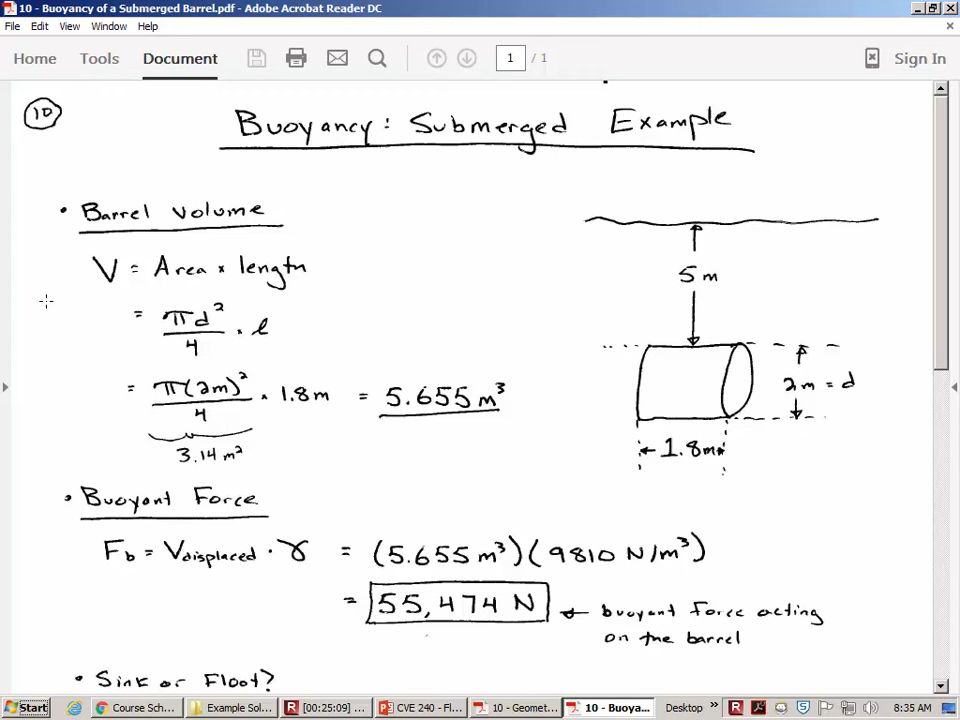 10 - Buoyancy of a Submerged Barrel.pdf - Adobe Acrobat Reader DC
File Edit View Window Help
Home Tools Document 1 / 1 Sign In
10
Buoyancy: Submerged Example
• Barrel Volume
V = Area × length
= πd²/4 × l
= π(2m)²/4 × 1.8m = 5.655 m³
3.14 m²
5 m
2m = d
1.8m
• Buoyant Force
F_b = V_displaced · γ = (5.655 m³)(9810 N/m³)
= 55,474 N ← buoyant force acting
on the barrel
• Sink or Float?
Start Course Sch... Example Sol... [00:25:09] ... CVE 240 - Fl... 10 - Geomet... 10 - Buoya... Desktop » 8:35 AM